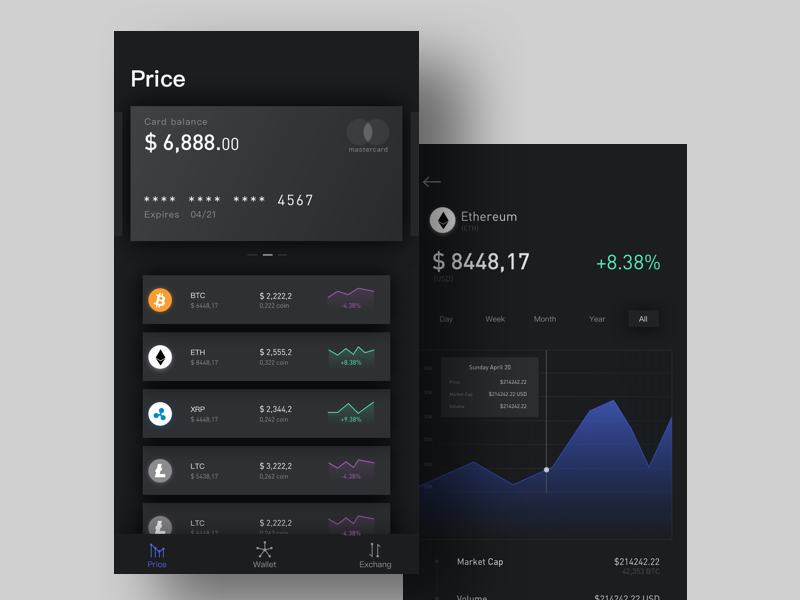 Price
Card balance
$ 6,888.00
mastercard
**** **** **** 4567
Expires 04/21
BTC
$ 6448,17
$ 2,222,2
0,222 coin
-4.38%
ETH
$ 8448,17
$ 2,555,2
0,322 coin
+8.38%
XRP
$ 4448,17
$ 2,344,2
0,242 coin
+9.38%
LTC
$ 5438,17
$ 3,222,2
0,262 coin
-4.38%
LTC
$ 2,222,2
-4.38%
Price
Wallet
Exchang
Ethereum
(ETH)
$ 8448,17
(USD)
+8.38%
Day
Week
Month
Year
All
Sunday April 20
Price
$214242.22
Market Cap
$214242.22 USD
Volume
$214242.22
Market Cap
$214242.22
42,353 BTC
Volume
$214242.22 USD